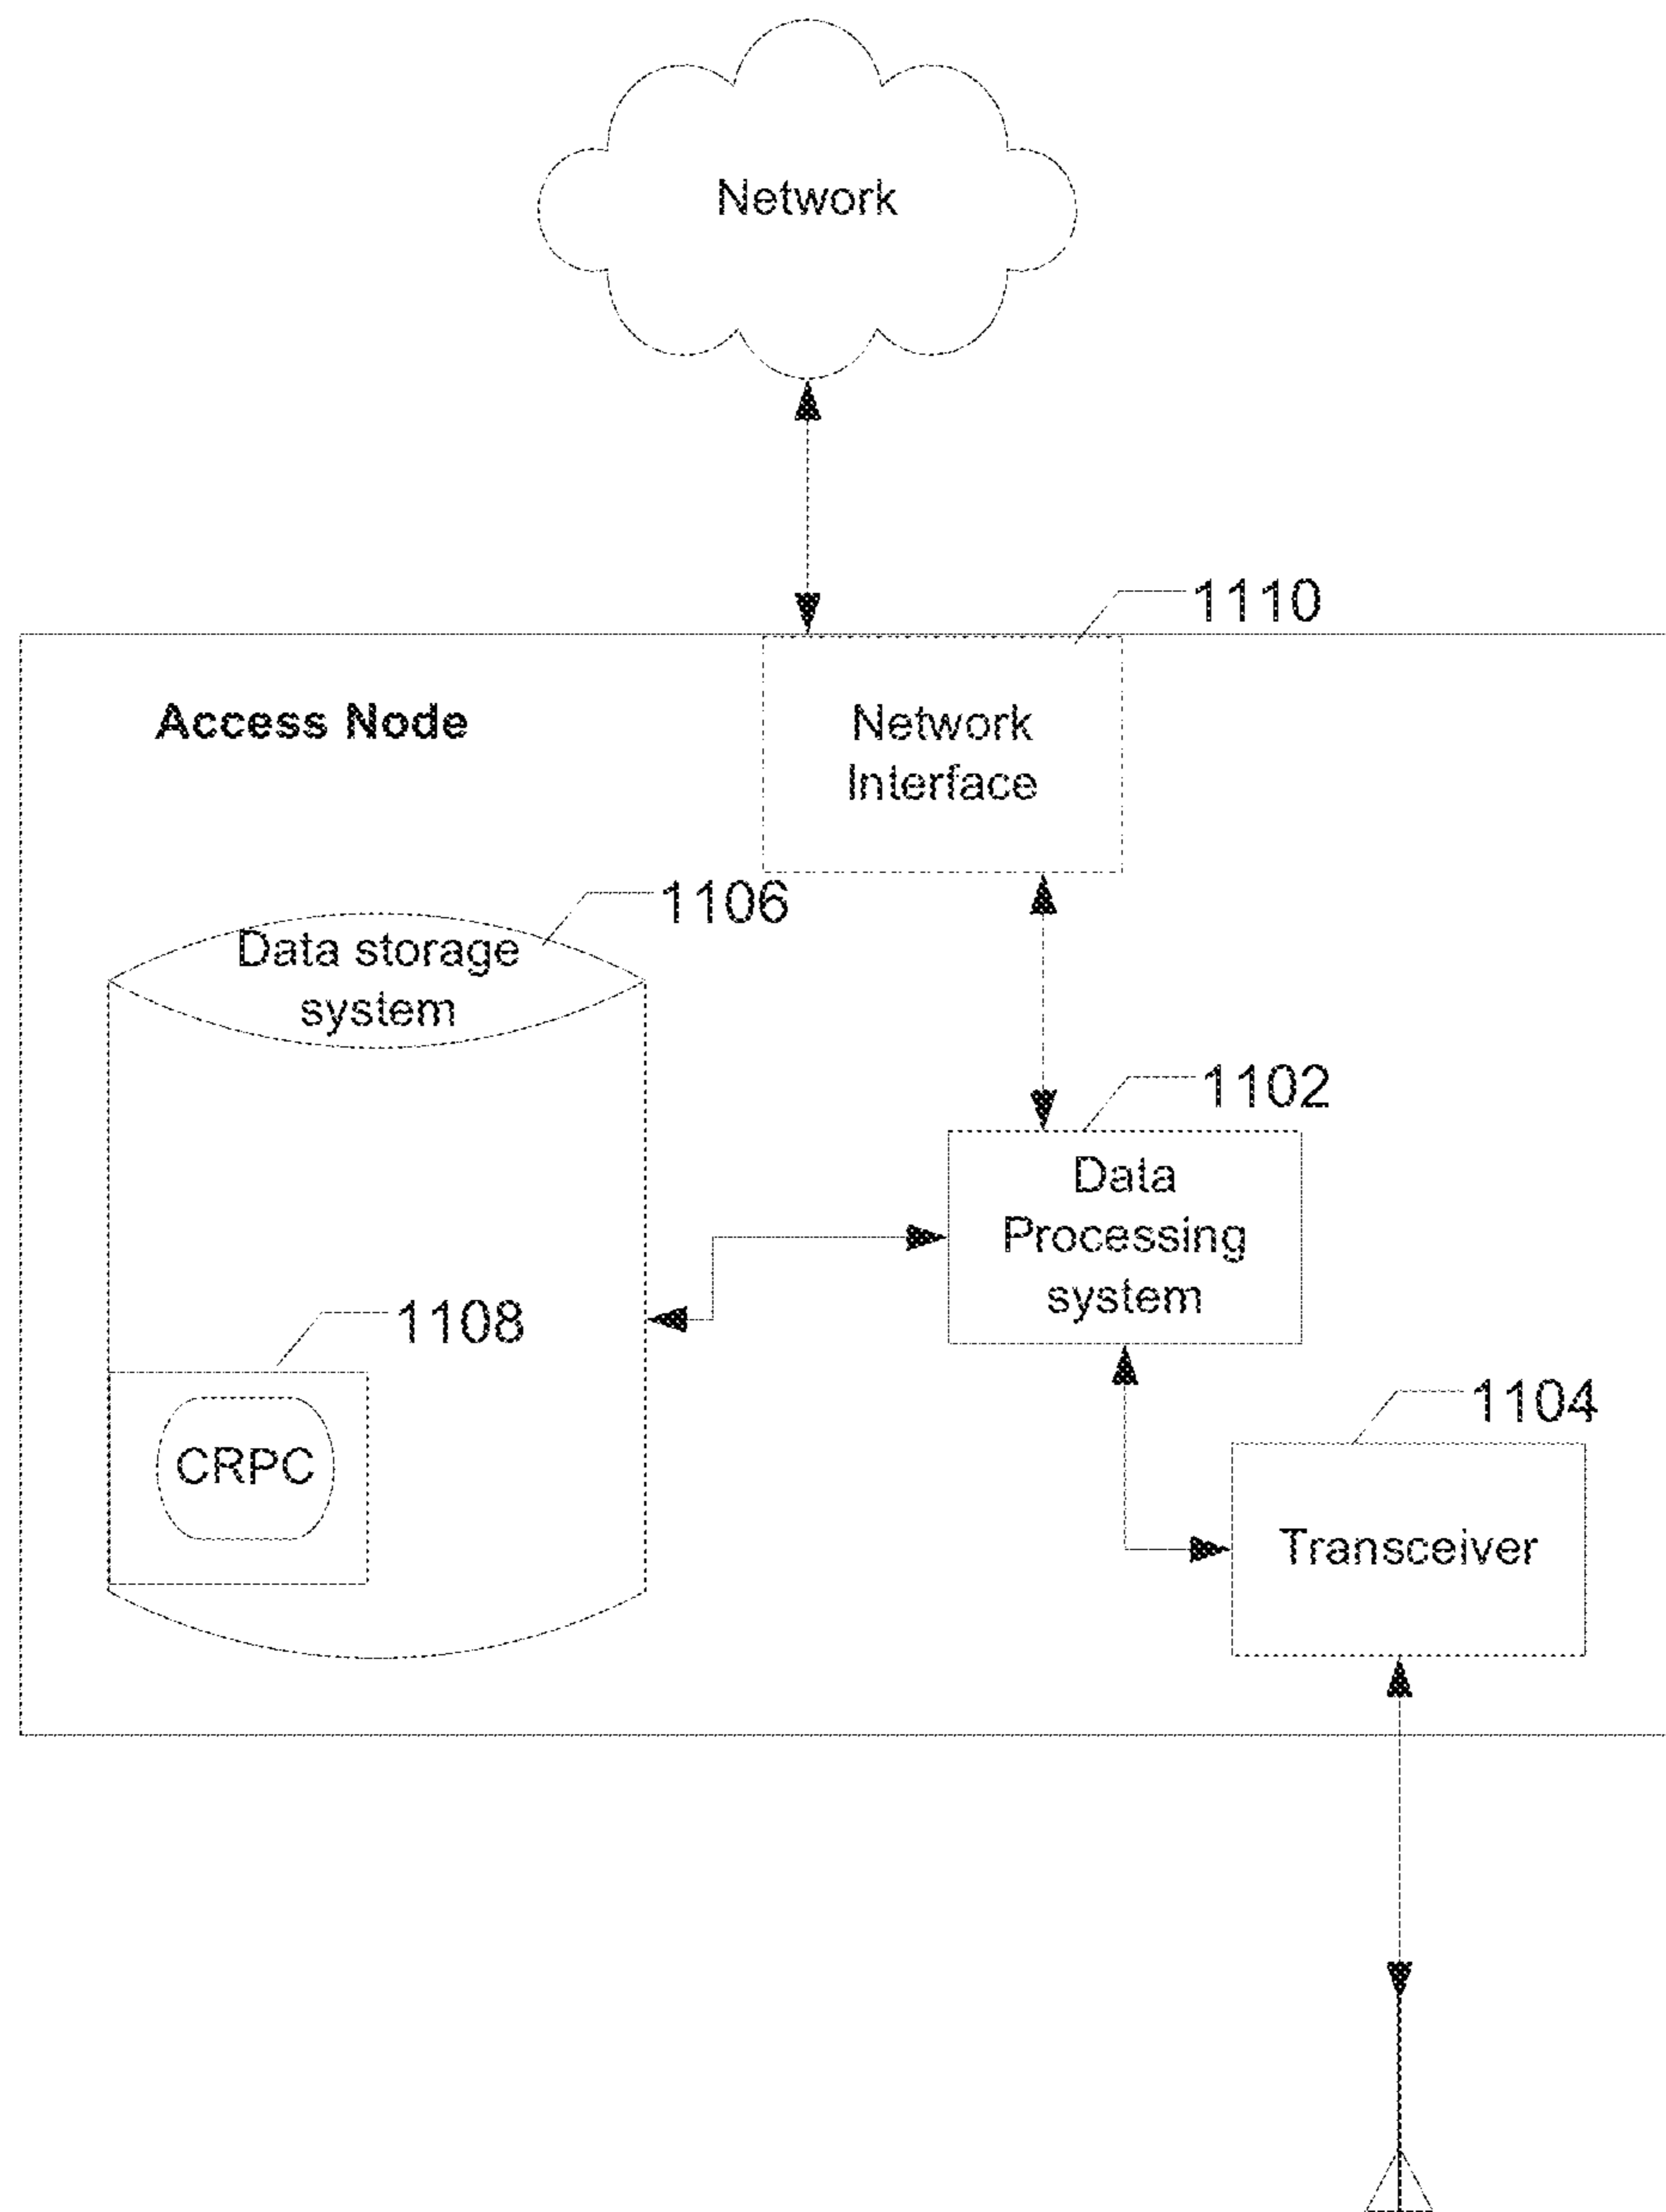 Network
1110
Access Node
Network
Interface
1106
Data storage
system
1102
Data
Processing
system
1108
CRPC
1104
Transceiver